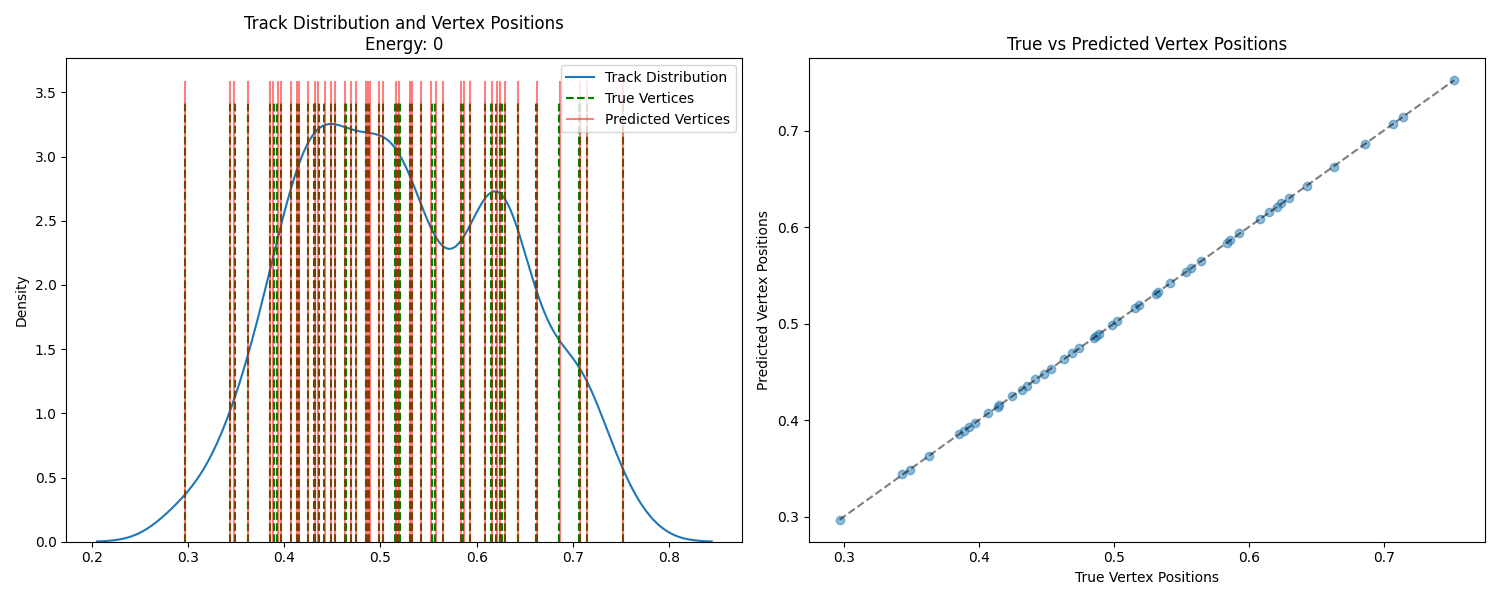 Track Distribution and Vertex Positions
Energy: 0
Track Distribution
True Vertices
Predicted Vertices
Density
3.5
3.0
2.5
2.0
1.5
1.0
0.5
0.0
0.2 0.3 0.4 0.5 0.6 0.7 0.8
True vs Predicted Vertex Positions
Predicted Vertex Positions
0.7
0.6
0.5
0.4
0.3
0.3 0.4 0.5 0.6 0.7
True Vertex Positions